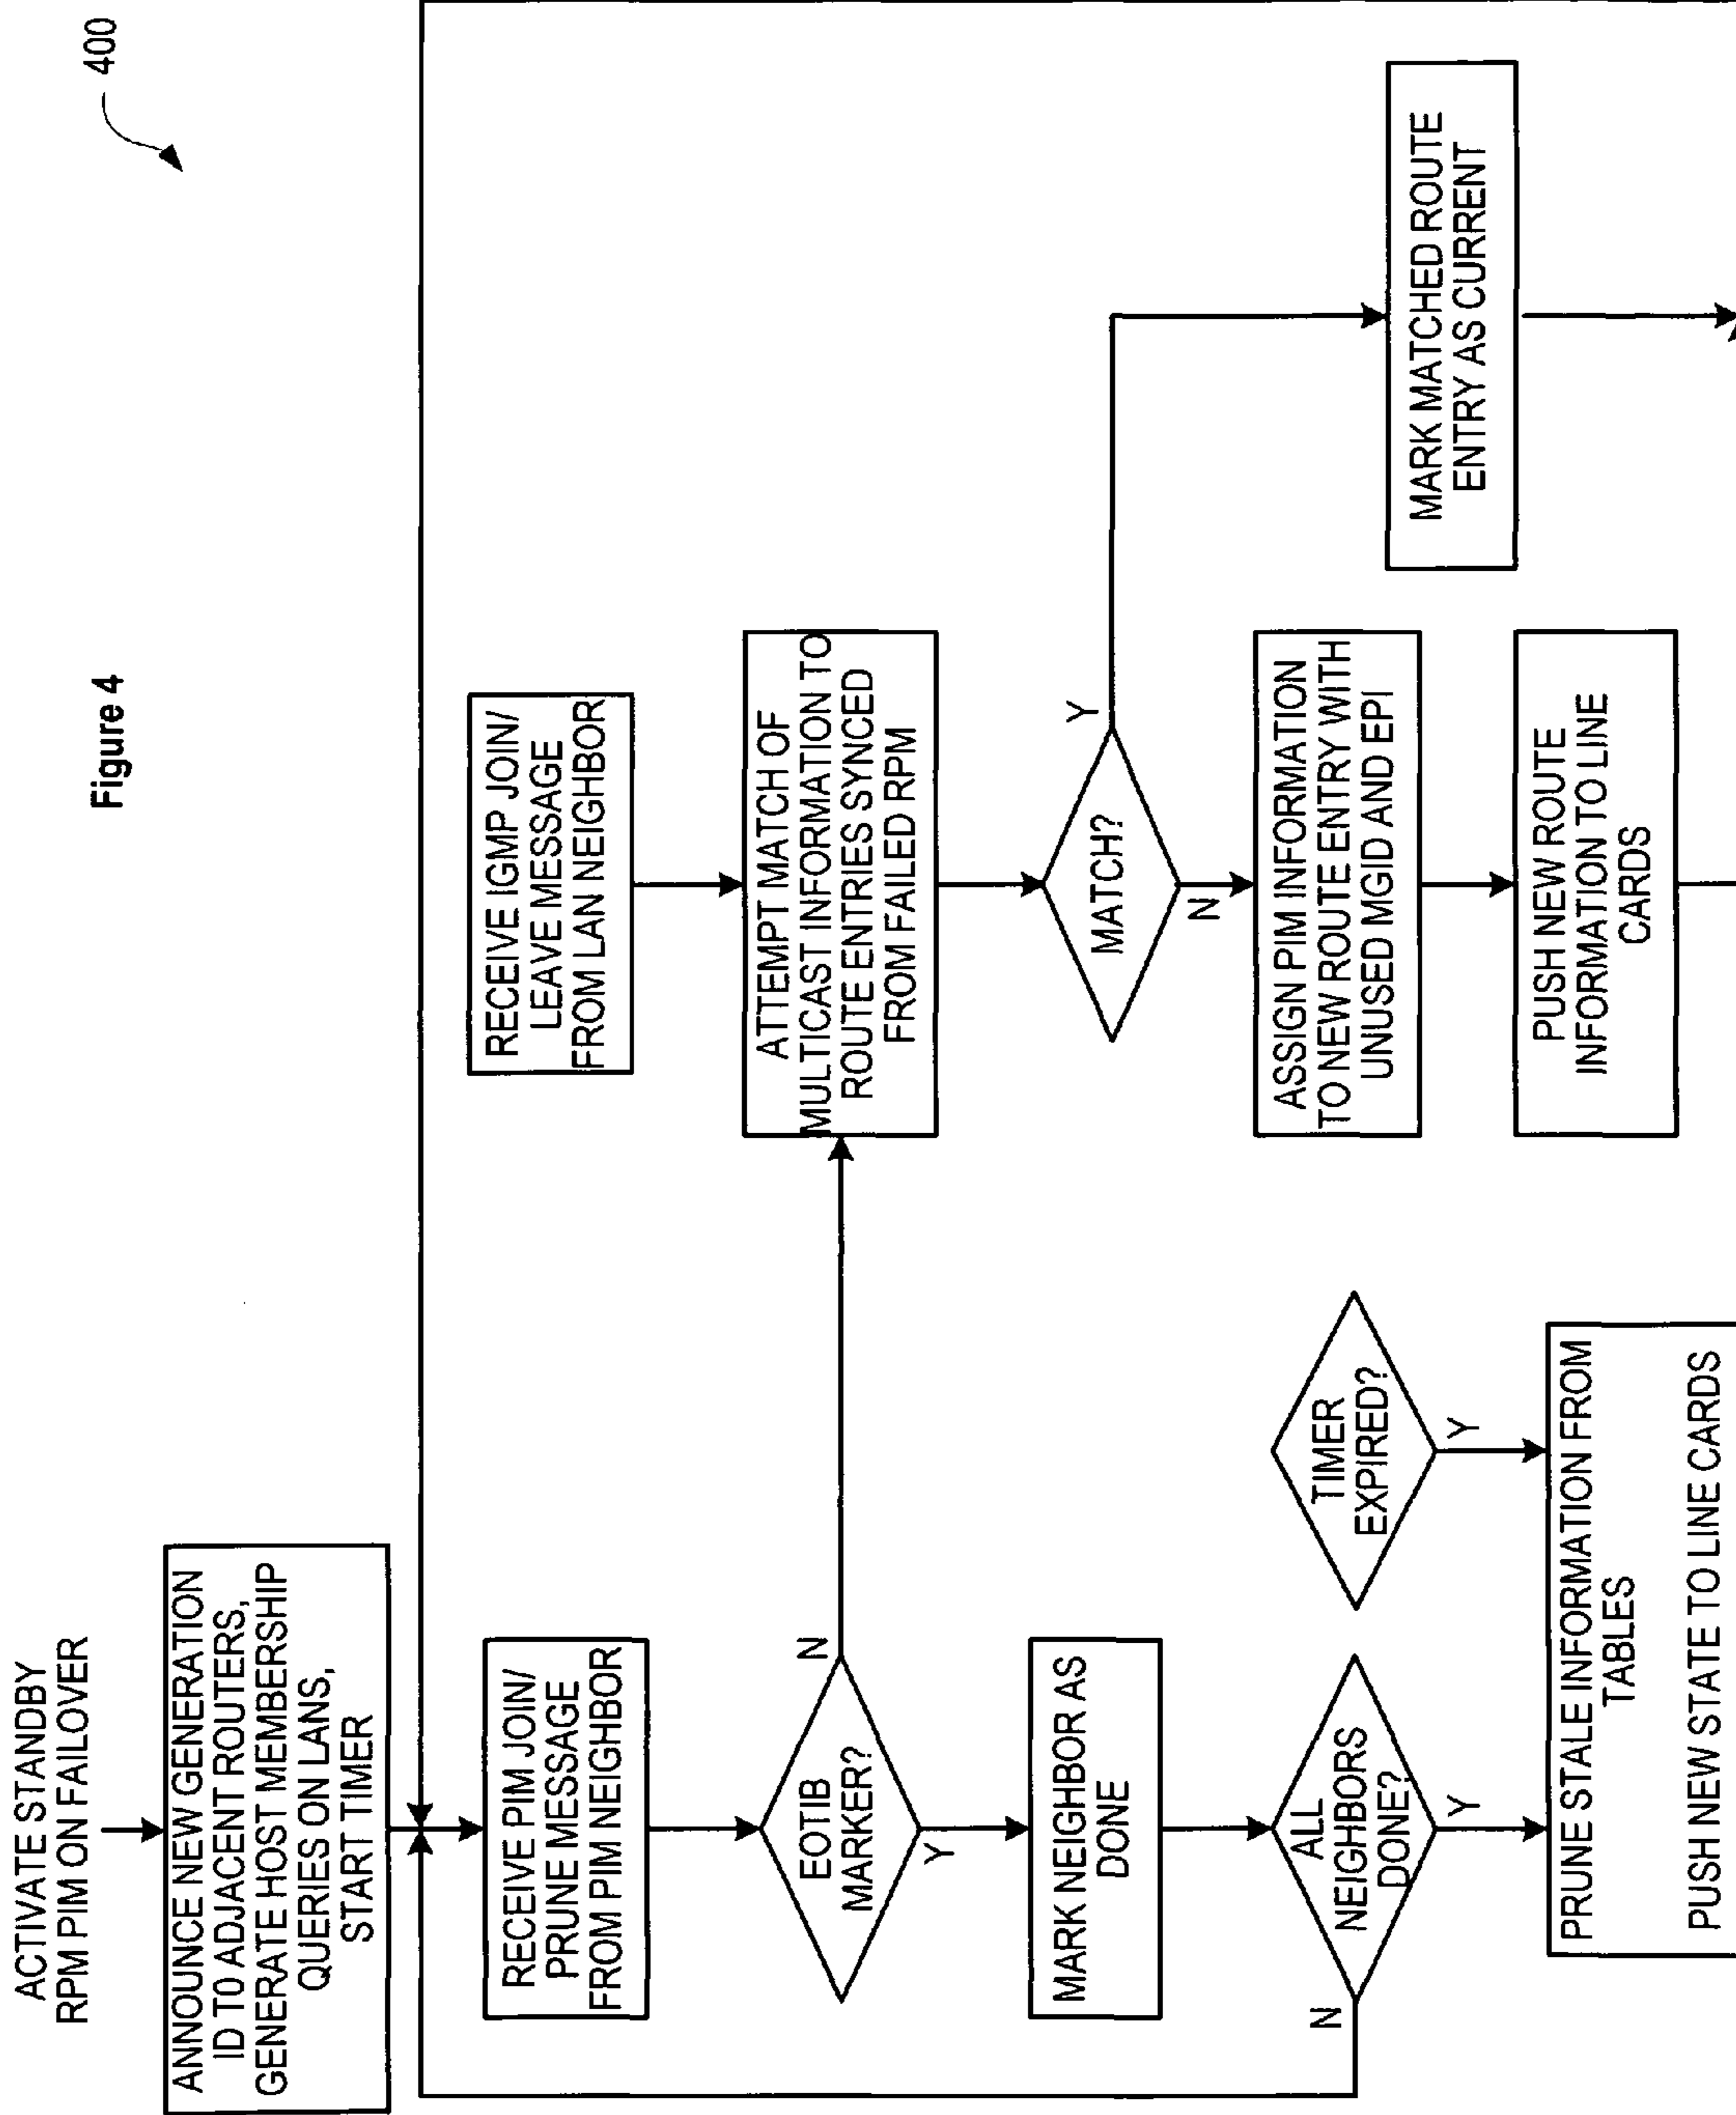 Figure 4
400
ACTIVATE STANDBY
RPM PIM ON FAILOVER
ANNOUNCE NEW GENERATION
ID TO ADJACENT ROUTERS,
GENERATE HOST MEMBERSHIP
QUERIES ON LANS,
START TIMER
RECEIVE PIM JOIN/
PRUNE MESSAGE
FROM PIM NEIGHBOR
EOTIB
MARKER?
N
Y
MARK NEIGHBOR AS
DONE
ALL
NEIGHBORS
DONE?
N
Y
TIMER
EXPIRED?
Y
PRUNE STALE INFORMATION FROM
TABLES
PUSH NEW STATE TO LINE CARDS
RECEIVE IGMP JOIN/
LEAVE MESSAGE
FROM LAN NEIGHBOR
ATTEMPT MATCH OF
MULTICAST INFORMATION TO
ROUTE ENTRIES SYNCED
FROM FAILED RPM
MATCH?
Y
N
ASSIGN PIM INFORMATION
TO NEW ROUTE ENTRY WITH
UNUSED MGID AND EPI
PUSH NEW ROUTE
INFORMATION TO LINE
CARDS
MARK MATCHED ROUTE
ENTRY AS CURRENT